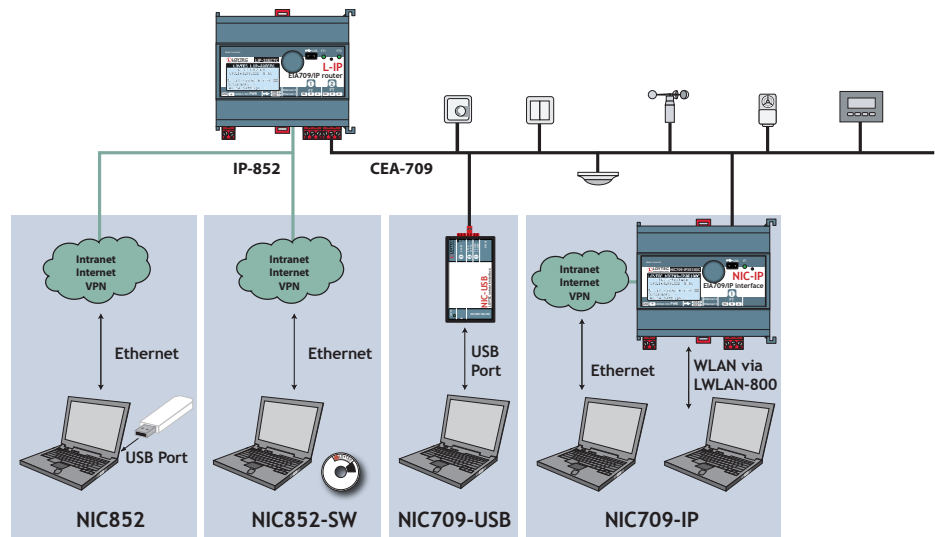 L-IP
EIA709/IP router
IP-852
CEA-709
Intranet
Internet
VPN
Intranet
Internet
VPN
NIC-USB
Intranet
Internet
VPN
NIC-IP
EIA709/IP interface
Ethernet
Ethernet
USB
Port
Ethernet
WLAN via
LWLAN-800
USB Port
NIC852
NIC852-SW
NIC709-USB
NIC709-IP